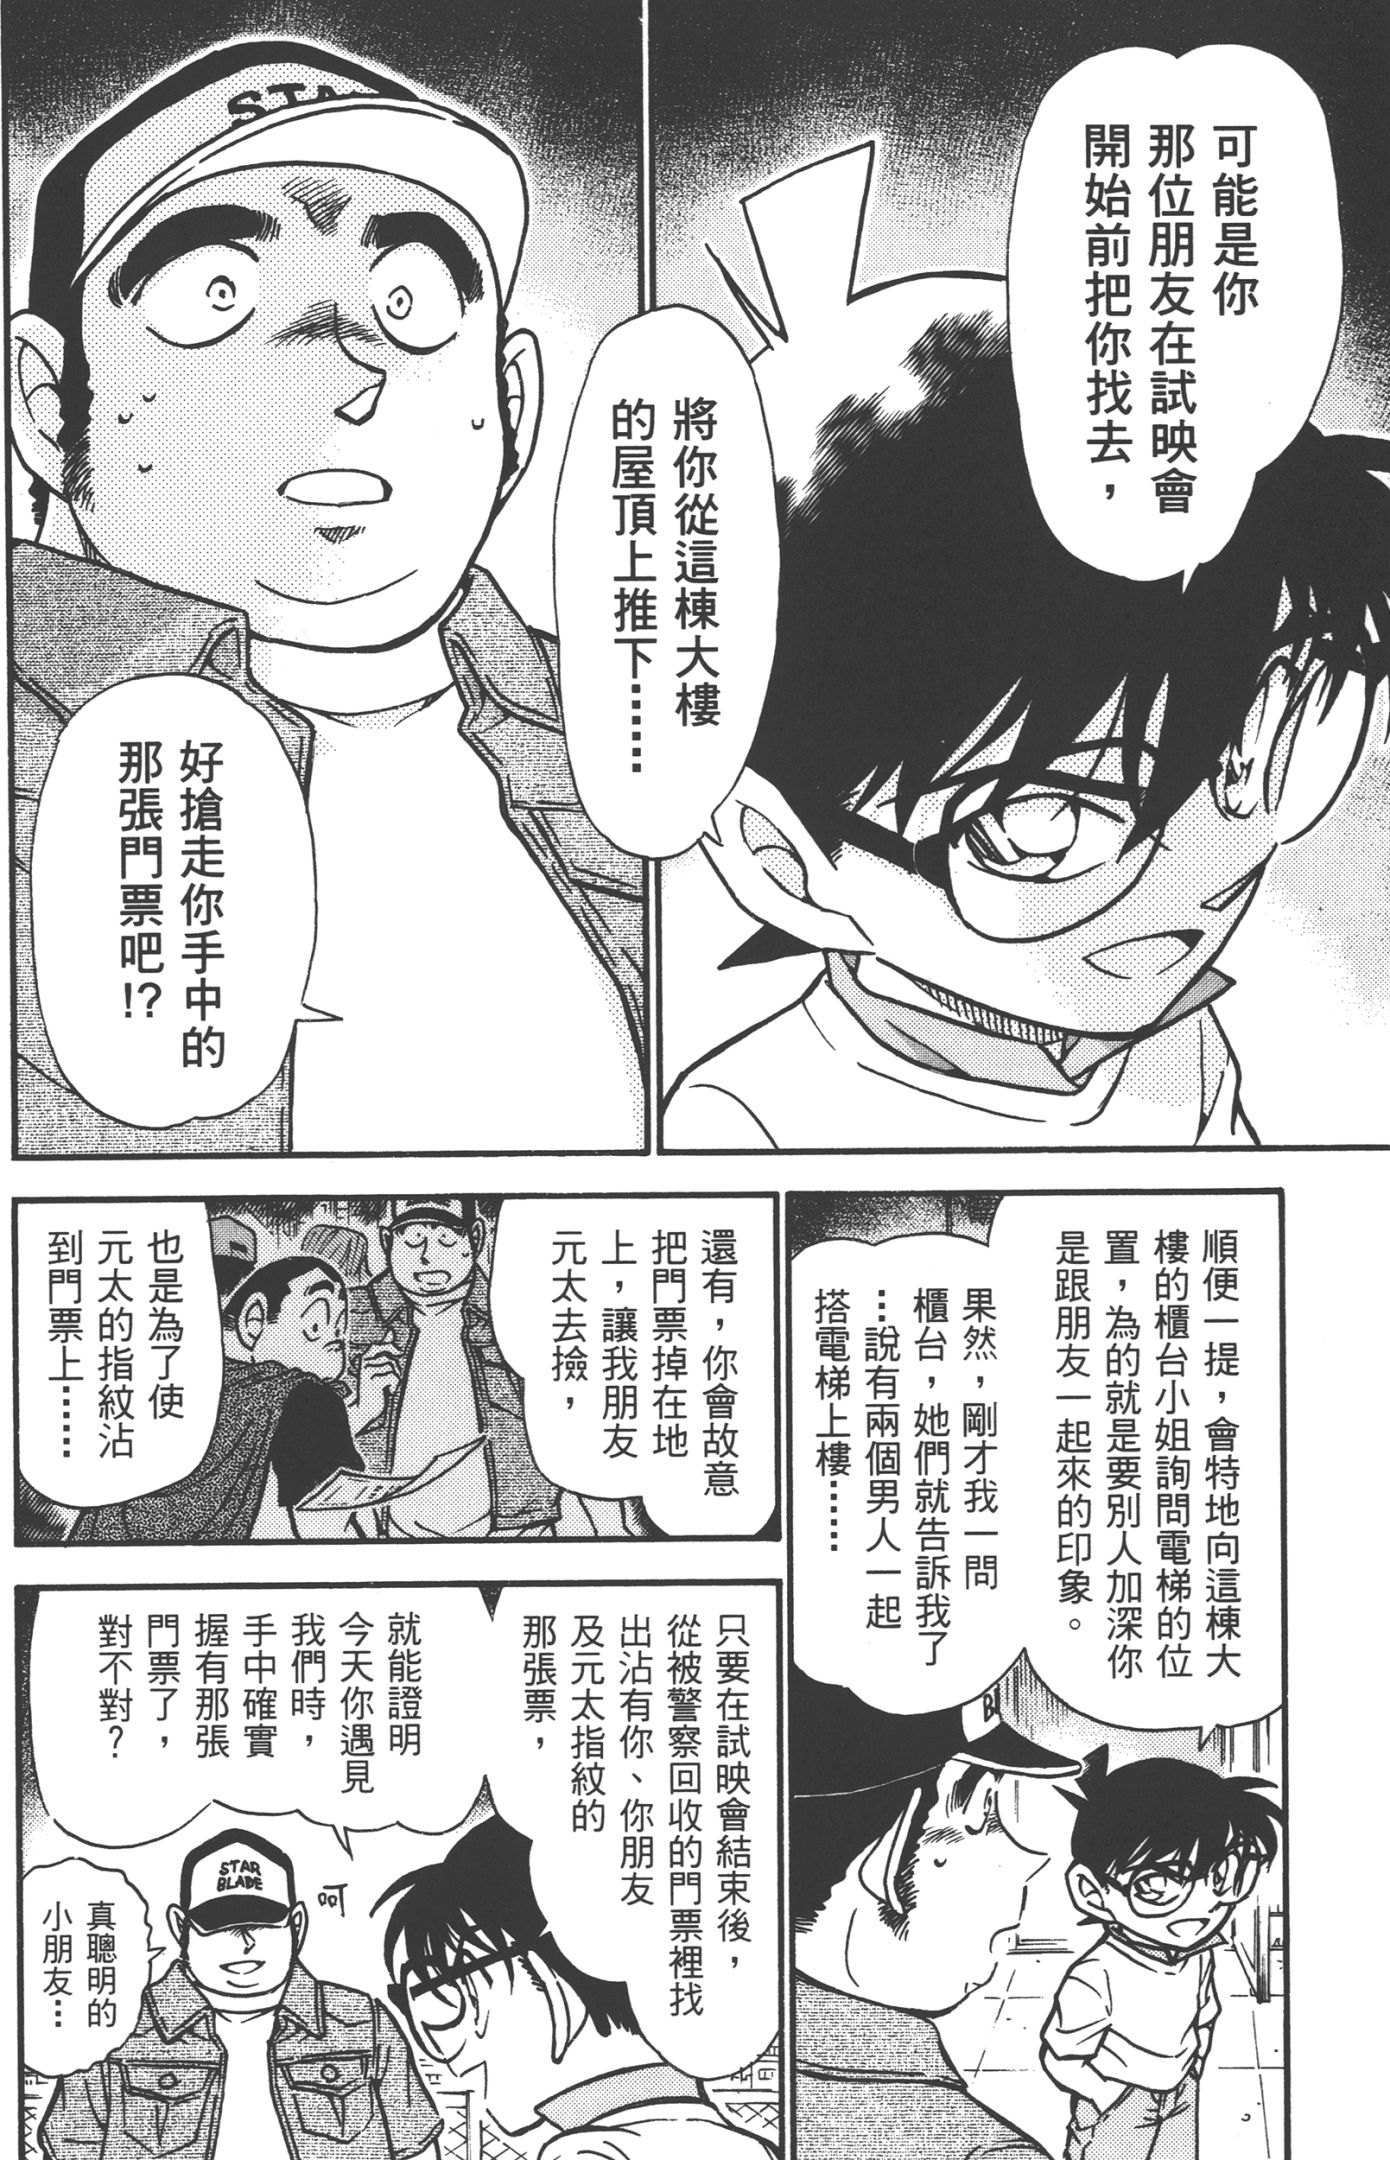 可能是你
那位朋友在試映會
開始前把你找去，
將你從這棟大樓
的屋頂上推下……
STA
好搶走你手中的
那張門票吧!?
順便一提，會特地向這棟大
樓的櫃台小姐詢問電梯的位
置，為的就是要別人加深你
是跟朋友一起來的印象。
果然，剛才我一問
櫃台，她們就告訴我了
…說有兩個男人一起
搭電梯上樓……
BL
還有，你會故意
把門票掉在地
上，讓我朋友
元太去撿，
也是為了使
元太的指紋沾
到門票上……
只要在試映會結束後，
從被警察回收的門票裡找
出沾有你、你朋友
及元太指紋的
那張票，
就能證明
今天你遇見
我們時，
手中確實
握有那張
門票了，
對不對？
呵
STAR
BLADE
真聰明的
小朋友…